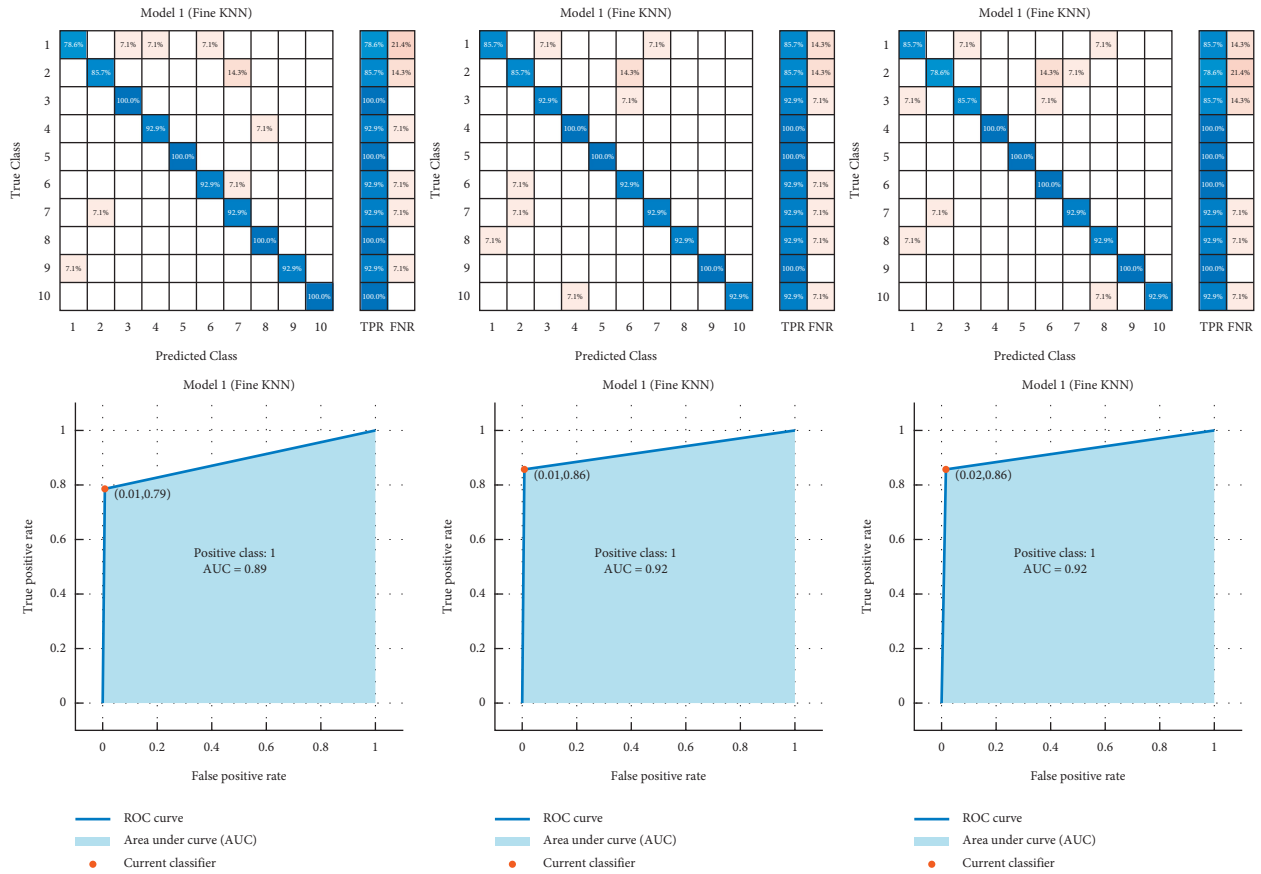 Model 1 (Fine KNN)
True Class
1 78.6% 7.1% 7.1% 7.1% 78.6% 21.4%
2 85.7% 14.3% 85.7% 14.3%
3 100.0% 100.0%
4 92.9% 7.1% 92.9% 7.1%
5 100.0% 100.0%
6 92.9% 7.1% 92.9% 7.1%
7 7.1% 92.9% 92.9% 7.1%
8 100.0% 100.0%
9 7.1% 92.9% 92.9% 7.1%
10 100.0% 100.0%
1 2 3 4 5 6 7 8 9 10 TPR FNR
Predicted Class
Model 1 (Fine KNN)
True Class
1 85.7% 7.1% 7.1% 85.7% 14.3%
2 85.7% 14.3% 85.7% 14.3%
3 92.9% 7.1% 92.9% 7.1%
4 100.0% 100.0%
5 100.0% 100.0%
6 7.1% 92.9% 92.9% 7.1%
7 7.1% 92.9% 92.9% 7.1%
8 7.1% 92.9% 92.9% 7.1%
9 100.0% 100.0%
10 7.1% 92.9% 92.9% 7.1%
1 2 3 4 5 6 7 8 9 10 TPR FNR
Predicted Class
Model 1 (Fine KNN)
True Class
1 85.7% 7.1% 7.1% 85.7% 14.3%
2 78.6% 14.3% 7.1% 78.6% 21.4%
3 7.1% 85.7% 7.1% 85.7% 14.3%
4 100.0% 100.0%
5 100.0% 100.0%
6 100.0% 100.0%
7 7.1% 92.9% 92.9% 7.1%
8 7.1% 92.9% 92.9% 7.1%
9 100.0% 100.0%
10 7.1% 92.9% 92.9% 7.1%
1 2 3 4 5 6 7 8 9 10 TPR FNR
Predicted Class
Model 1 (Fine KNN)
True positive rate
1
0.8
(0.01,0.79)
0.6
Positive class: 1
AUC = 0.89
0.4
0.2
0
0 0.2 0.4 0.6 0.8 1
False positive rate
ROC curve
Area under curve (AUC)
Current classifier
Model 1 (Fine KNN)
True positive rate
1
0.8
(0.01,0.86)
0.6
Positive class: 1
AUC = 0.92
0.4
0.2
0
0 0.2 0.4 0.6 0.8 1
False positive rate
ROC curve
Area under curve (AUC)
Current classifier
Model 1 (Fine KNN)
True positive rate
1
0.8
(0.02,0.86)
0.6
Positive class: 1
AUC = 0.92
0.4
0.2
0
0 0.2 0.4 0.6 0.8 1
False positive rate
ROC curve
Area under curve (AUC)
Current classifier